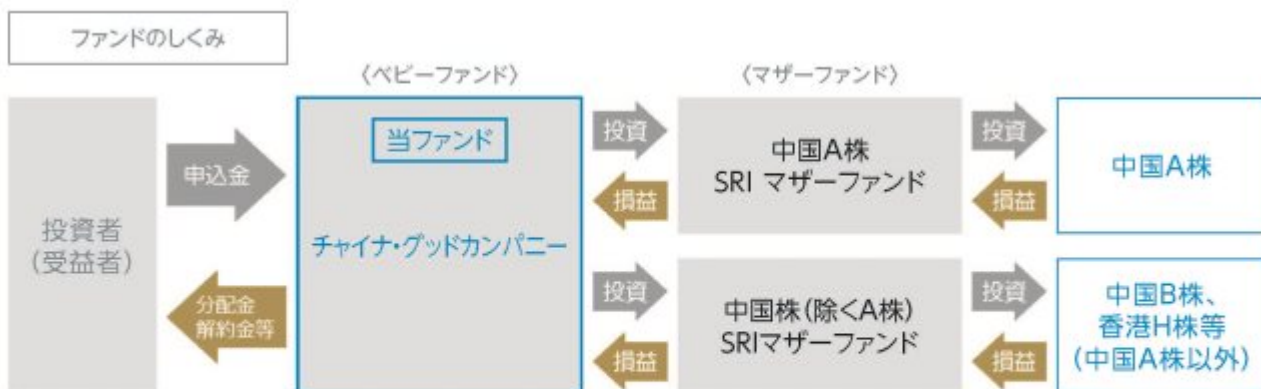 ファンドのしくみ
〈ベビーファンド〉
〈マザーファンド〉
投資者
(受益者)
申込金
分配金
解約金等
当ファンド
チャイナ・グッドカンパニー
投資
損益
中国A株
SRI マザーファンド
投資
損益
中国A株
投資
損益
中国株(除くA株)
SRIマザーファンド
投資
損益
中国B株、
香港H株等
(中国A株以外)